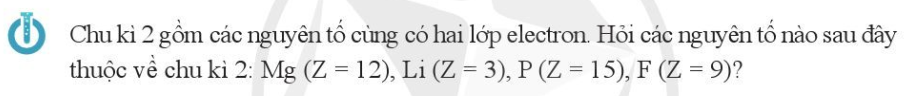 Chu kì 2 gồm các nguyên tố cùng có hai lớp electron. Hỏi các nguyên tố nào sau đây
thuộc về chu kì 2: Mg (Z = 12), Li (Z = 3), P (Z = 15), F (Z = 9)?